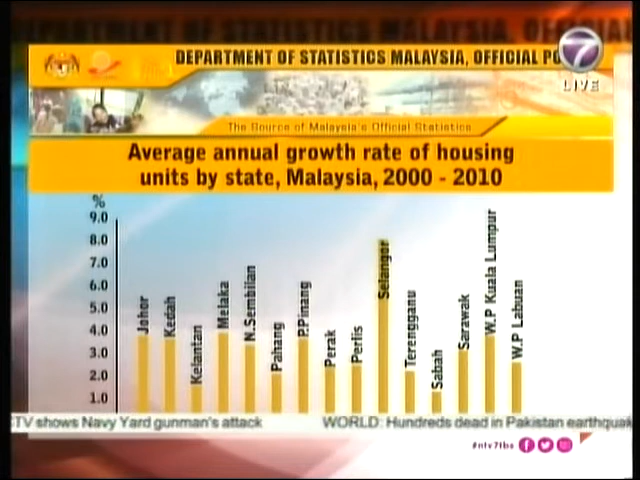 DEPARTMENT OF STATISTICS MALAYSIA, OFFICIAL PO
7
LIVE
The Source of Malaysia's Official Statistics
Average annual growth rate of housing
units by state, Malaysia, 2000 - 2010
%
9.0
8.0
7.0
6.0
5.0
4.0
3.0
2.0
1.0
Johor
Kedah
Kelantan
Melaka
N.Sembilan
Pahang
P.Pinang
Perak
Perlis
Selangor
Terengganu
Sabah
Sarawak
W.P Kuala Lumpur
W.P Labuan
TV shows Navy Yard gunman's attack WORLD: Hundreds dead in Pakistan earthquak
#ntv7tbs